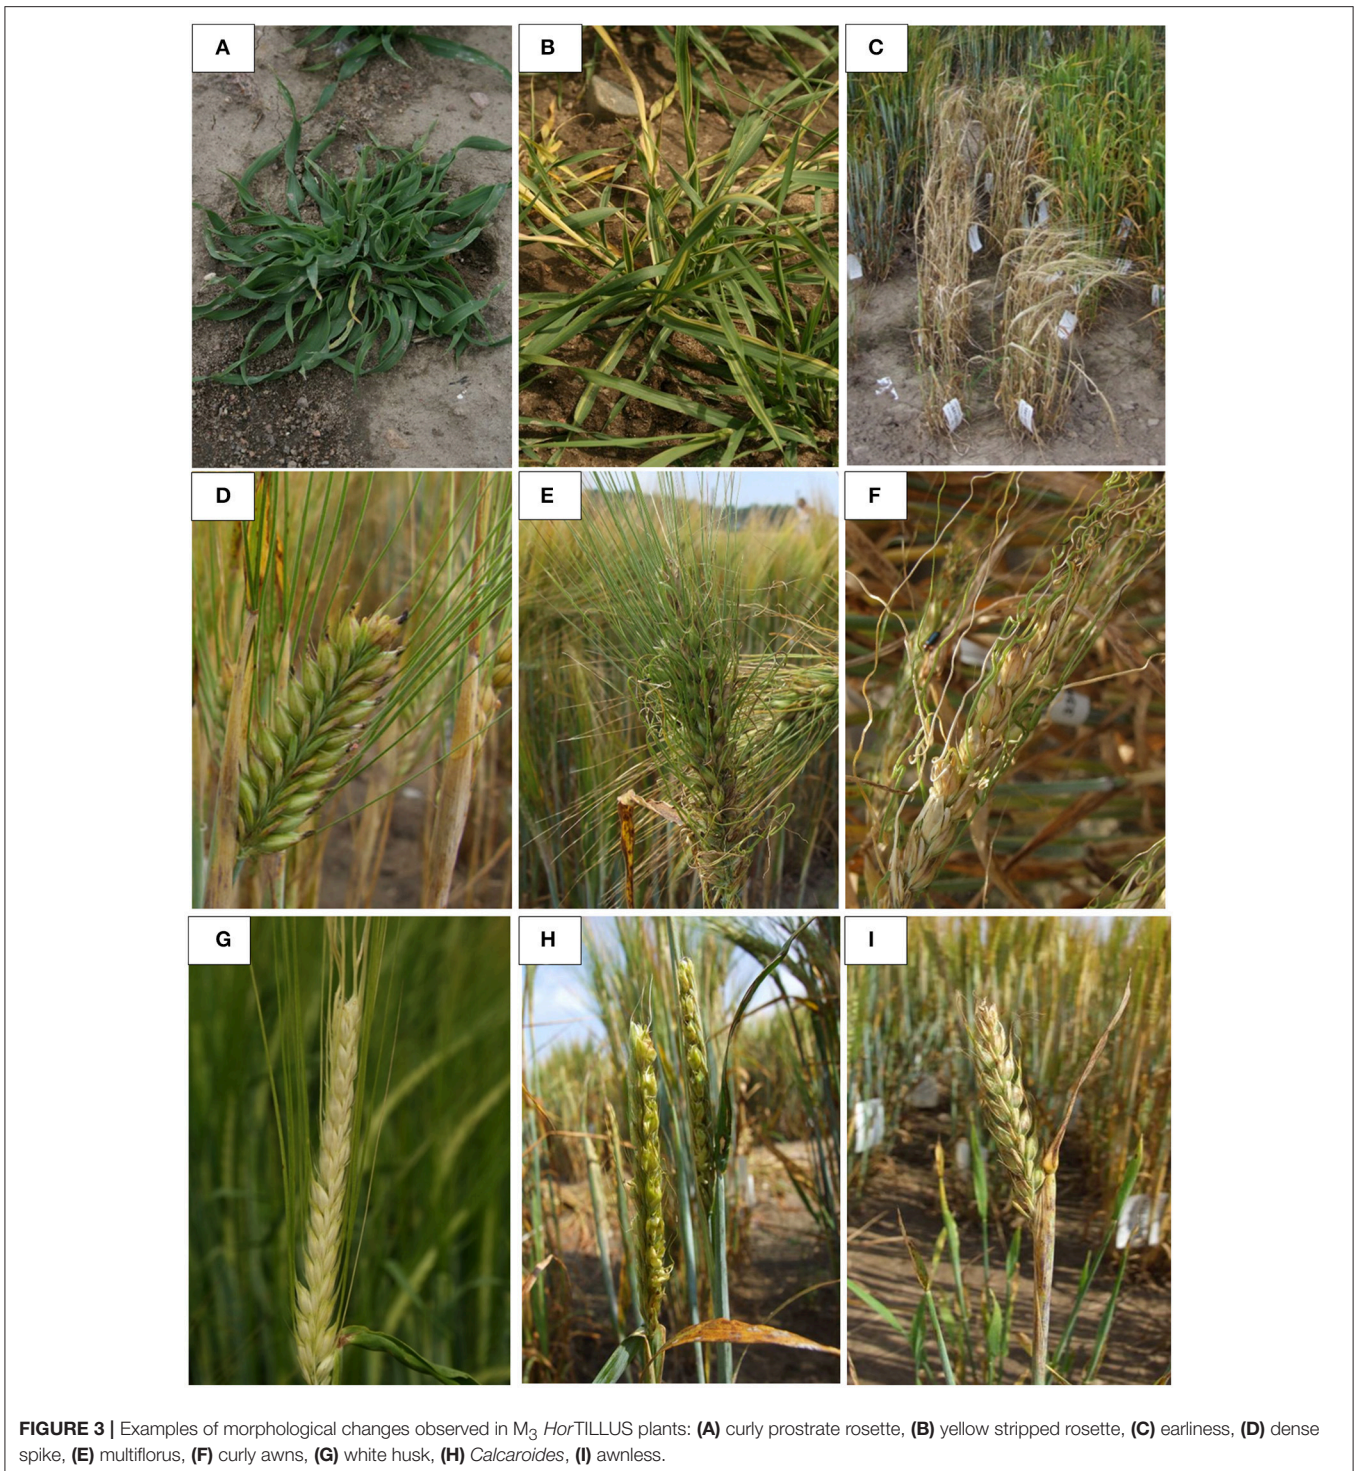 A
B
C
D
E
F
G
H
I
FIGURE 3 | Examples of morphological changes observed in M₃ HorTILLUS plants: (A) curly prostrate rosette, (B) yellow stripped rosette, (C) earliness, (D) dense
spike, (E) multiflorus, (F) curly awns, (G) white husk, (H) Calcaroides, (I) awnless.